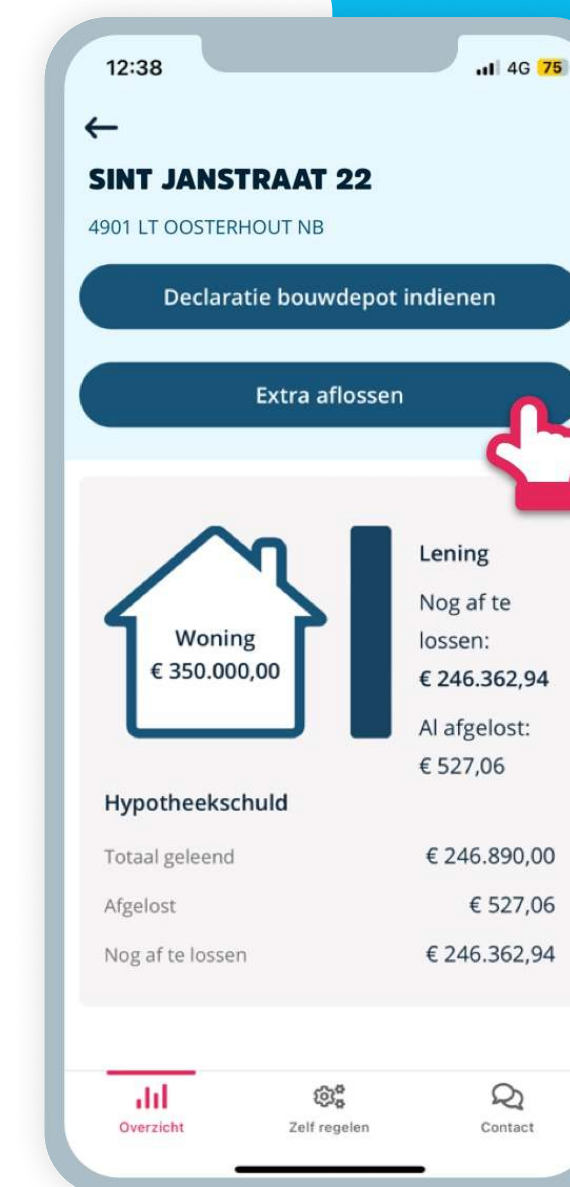 12:38
4G 75
SINT JANSTRAAT 22
4901 LT OOSTERHOUT NB
Declaratie bouwdepot indienen
Extra aflossen
Woning
€ 350.000,00
Lening
Nog af te
lossen:
€ 246.362,94
Al afgelost:
€ 527,06
Hypotheekschuld
Totaal geleend € 246.890,00
Afgelost € 527,06
Nog af te lossen € 246.362,94
Overzicht Zelf regelen Contact